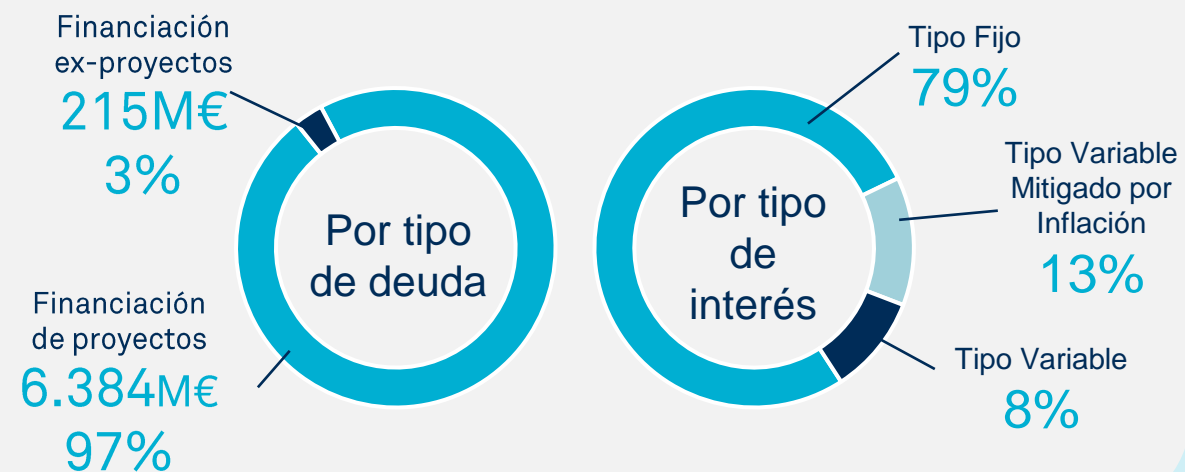 Financiación
ex-proyectos
215M€
3%
Por tipo
de deuda
Financiación
de proyectos
6.384M€
97%
Tipo Fijo
79%
Por tipo
de
interés
Tipo Variable
Mitigado por
Inflación
13%
Tipo Variable
8%